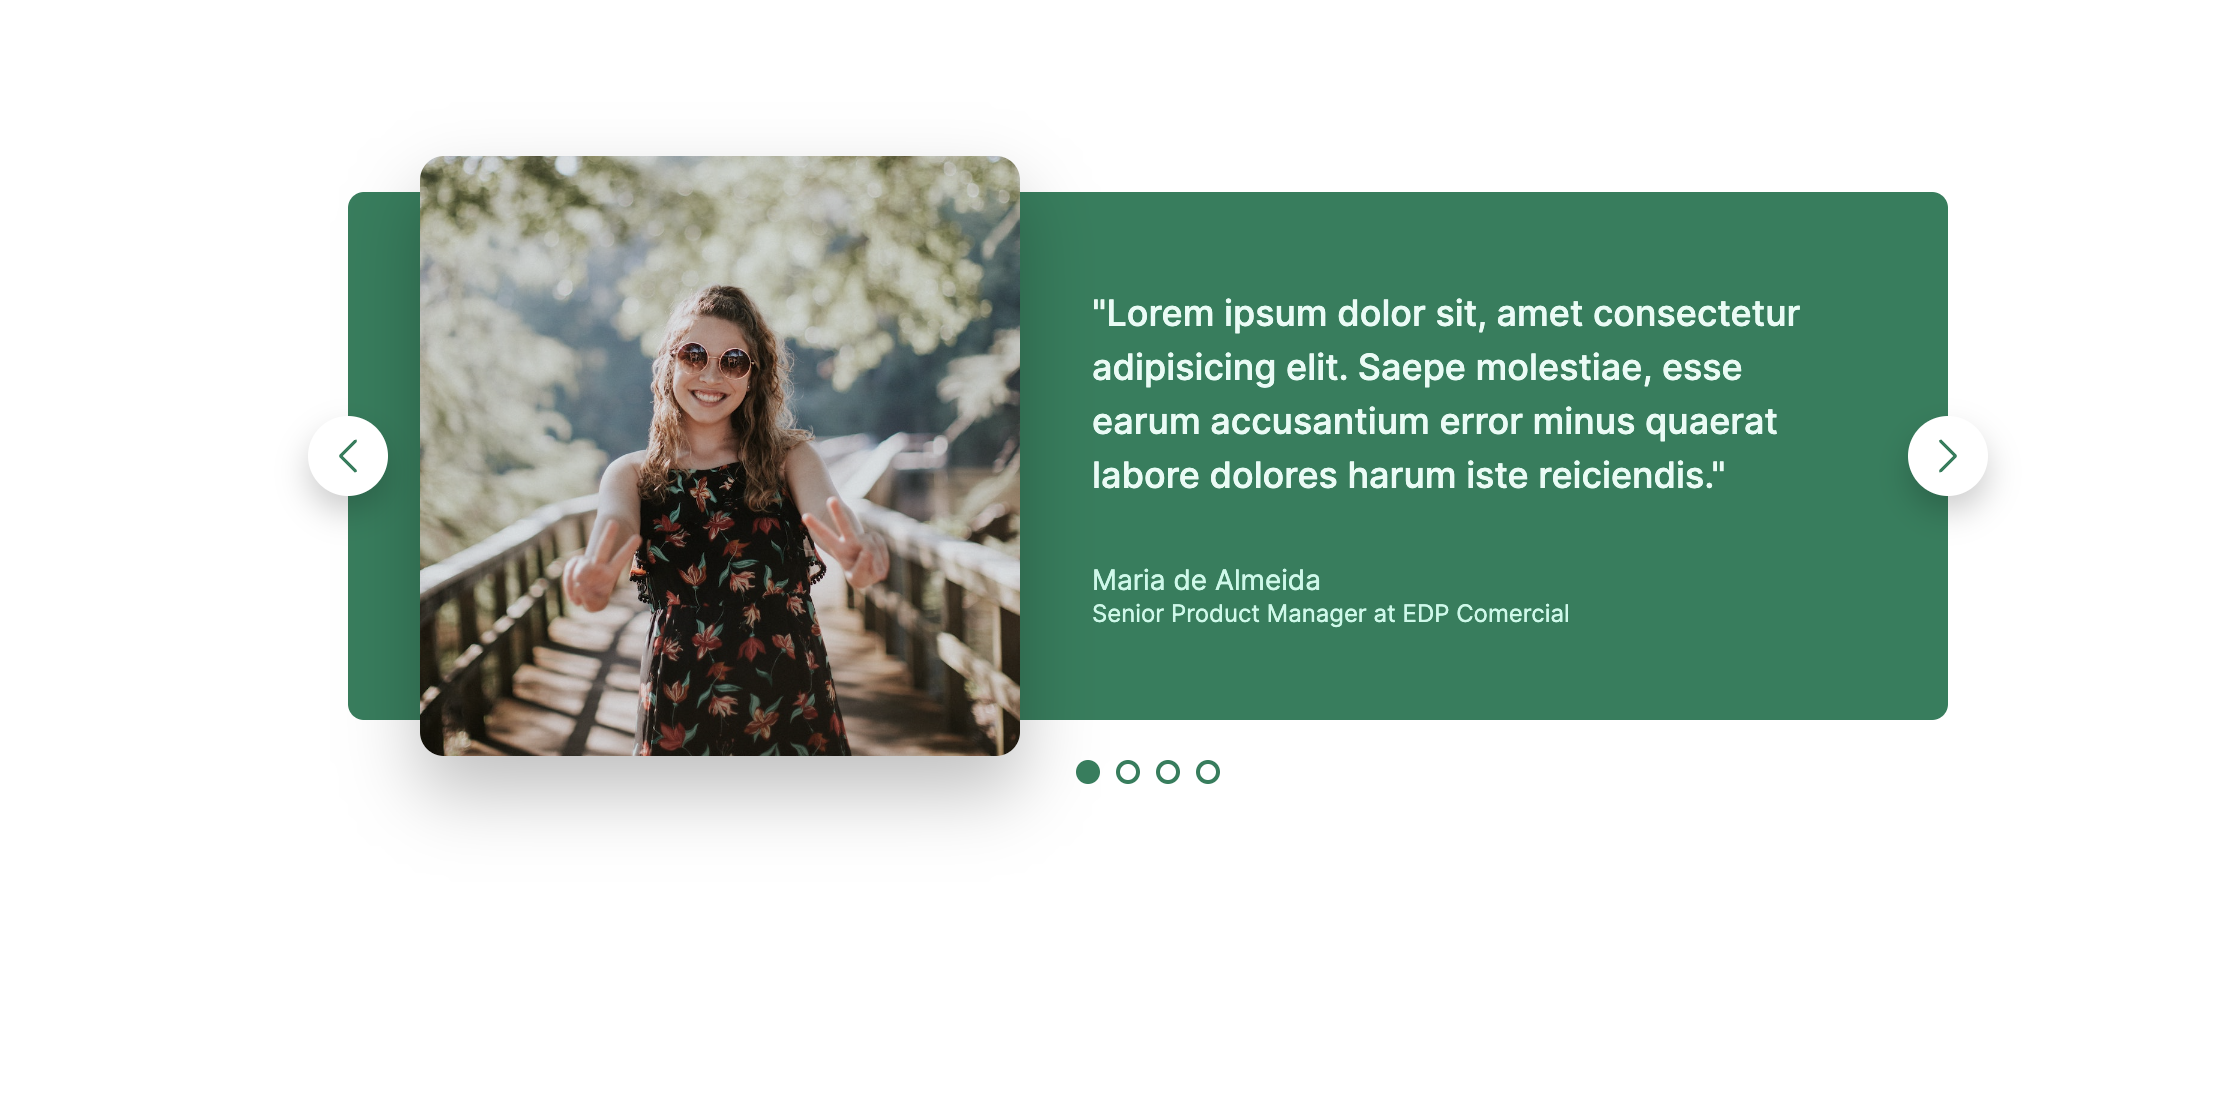 "Lorem ipsum dolor sit, amet consectetur
adipisicing elit. Saepe molestiae, esse
earum accusantium error minus quaerat
labore dolores harum iste reiciendis."
Maria de Almeida
Senior Product Manager at EDP Comercial